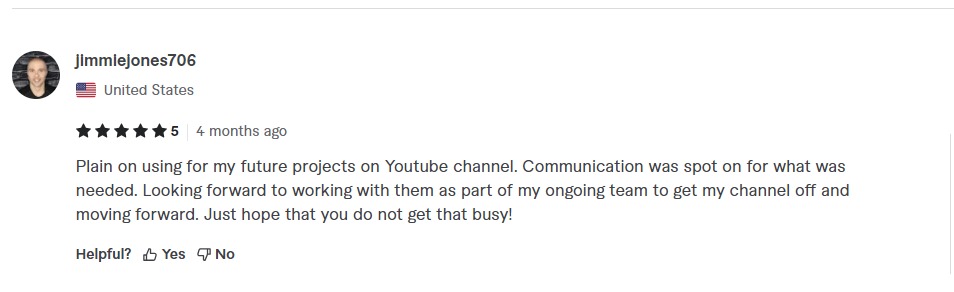 jimmiejones706
United States
5 4 months ago
Plain on using for my future projects on Youtube channel. Communication was spot on for what was
needed. Looking forward to working with them as part of my ongoing team to get my channel off and
moving forward. Just hope that you do not get that busy!
Helpful? Yes No